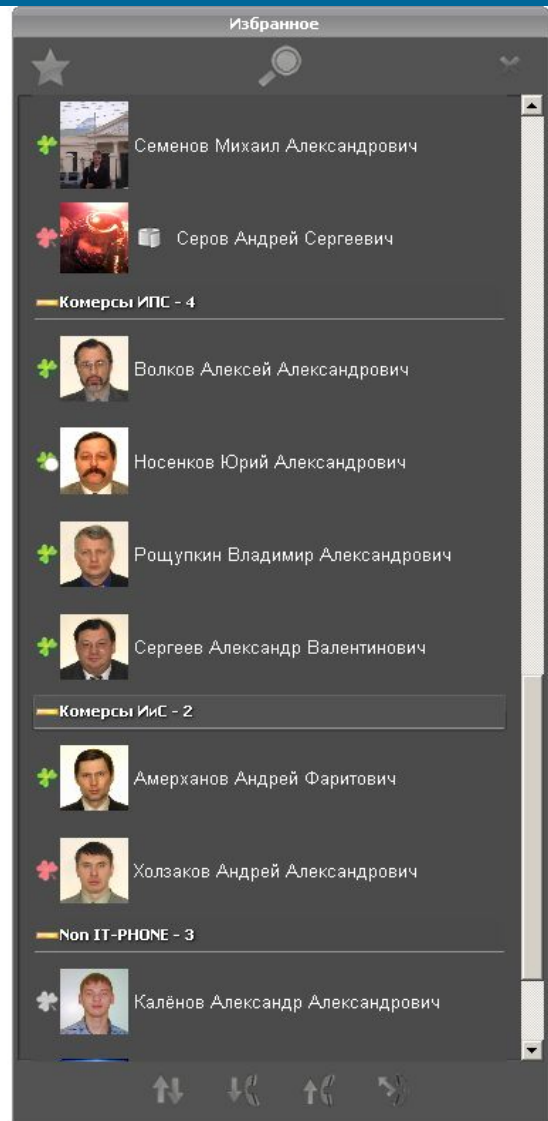 Избранное
Семенов Михаил Александрович
Серов Андрей Сергеевич
Комерсы ИПС - 4
Волков Алексей Александрович
Носенков Юрий Александрович
Рощупкин Владимир Александрович
Сергеев Александр Валентинович
Комерсы ИиС - 2
Амерханов Андрей Фаритович
Холзаков Андрей Александрович
Non IT-PHONE - 3
Калёнов Александр Александрович